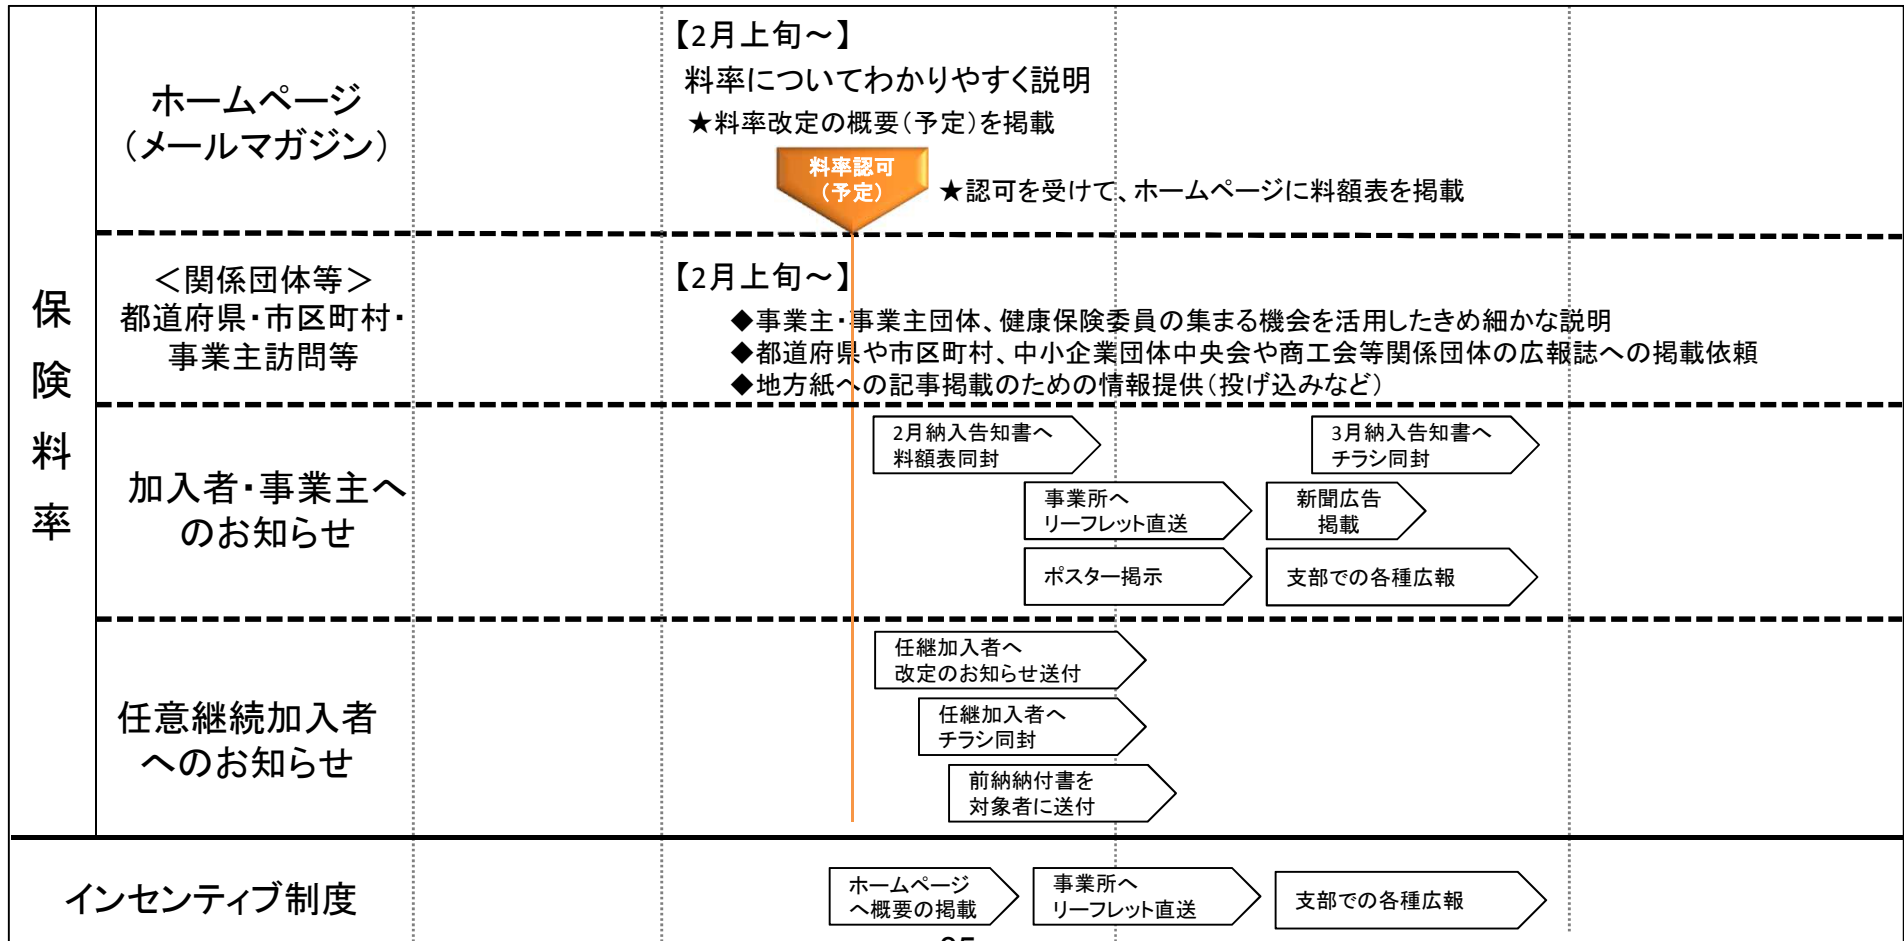 保険料率
ホームページ
（メールマガジン）
【2月上旬～】
料率についてわかりやすく説明
★料率改定の概要（予定）を掲載
料率認可
（予定）
★認可を受けて、ホームページに料額表を掲載
＜関係団体等＞
都道府県・市区町村・
事業主訪問等
【2月上旬～】
◆事業主・事業主団体、健康保険委員の集まる機会を活用したきめ細かな説明
◆都道府県や市区町村、中小企業団体中央会や商工会等関係団体の広報誌への掲載依頼
◆地方紙への記事掲載のための情報提供（投げ込みなど）
加入者・事業主へ
のお知らせ
2月納入告知書へ
料額表同封
3月納入告知書へ
チラシ同封
事業所へ
リーフレット直送
新聞広告
掲載
ポスター掲示
支部での各種広報
任意継続加入者
へのお知らせ
任継加入者へ
改定のお知らせ送付
任継加入者へ
チラシ同封
前納納付書を
対象者に送付
インセンティブ制度
ホームページ
へ概要の掲載
事業所へ
リーフレット直送
支部での各種広報